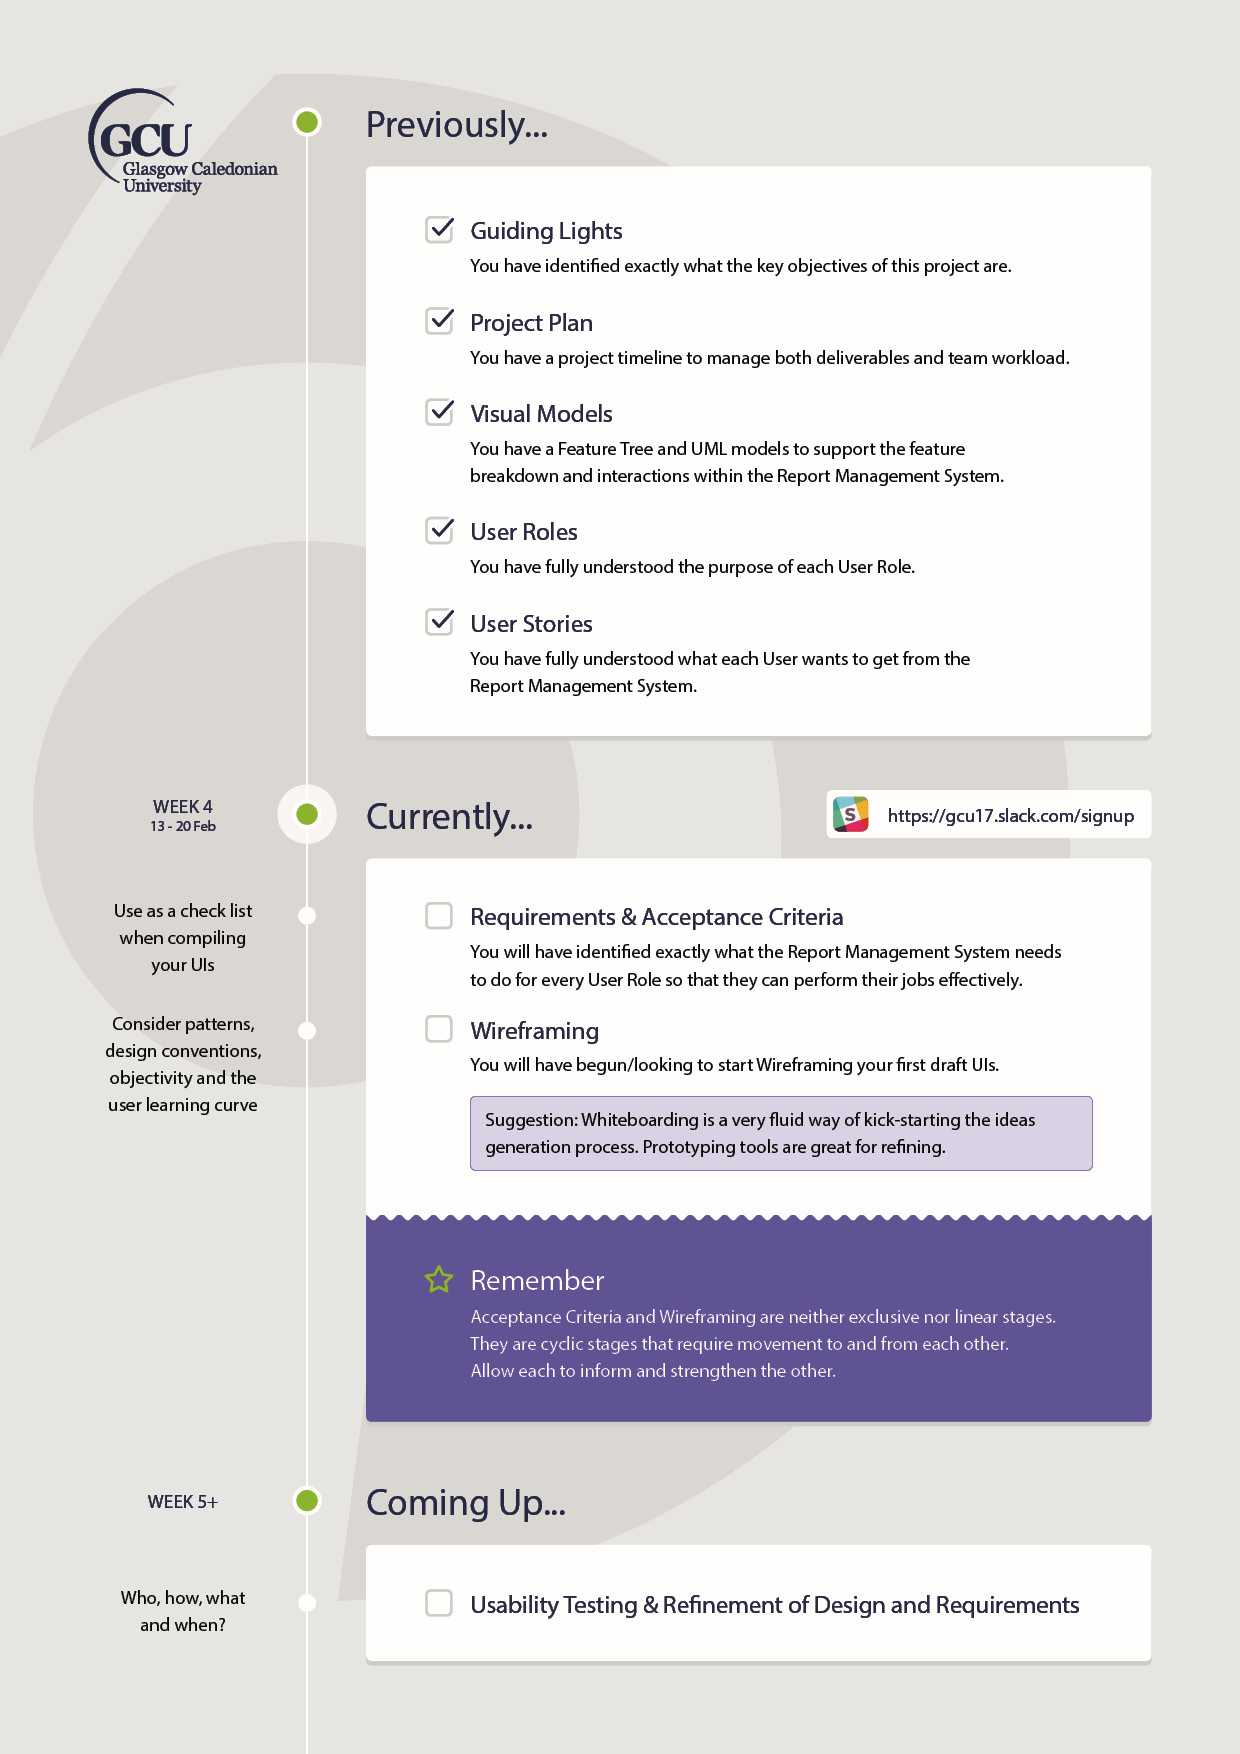 GCU
Glasgow Caledonian
University
Previously...
Guiding Lights
You have identified exactly what the key objectives of this project are.
Project Plan
You have a project timeline to manage both deliverables and team workload.
Visual Models
You have a Feature Tree and UML models to support the feature
breakdown and interactions within the Report Management System.
User Roles
You have fully understood the purpose of each User Role.
User Stories
You have fully understood what each User wants to get from the
Report Management System.
WEEK 4
13 - 20 Feb
Currently...
S
https://gcu17.slack.com/signup
Use as a check list
when compiling
your UIs
Requirements & Acceptance Criteria
You will have identified exactly what the Report Management System needs
to do for every User Role so that they can perform their jobs effectively.
Consider patterns,
design conventions,
objectivity and the
user learning curve
Wireframing
You will have begun/looking to start Wireframing your first draft UIs.
Suggestion: Whiteboarding is a very fluid way of kick-starting the ideas
generation process. Prototyping tools are great for refining.
Remember
Acceptance Criteria and Wireframing are neither exclusive nor linear stages.
They are cyclic stages that require movement to and from each other.
Allow each to inform and strengthen the other.
WEEK 5+
Coming Up...
Who, how, what
and when?
Usability Testing & Refinement of Design and Requirements